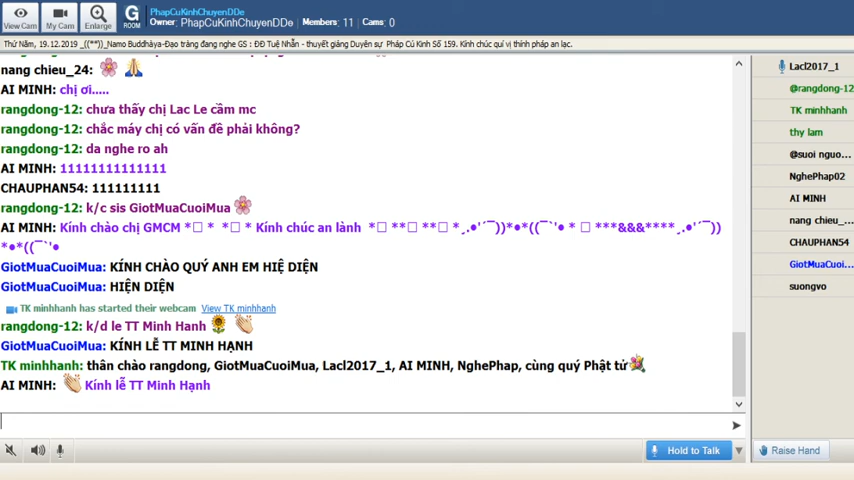 PhapCuKinhChuyenDDe
Owner: PhapCuKinhChuyenDDe Members: 11 Cams: 0
View Cam My Cam Enlarge
G ROOM
Thứ Năm, 19.12.2019 _((**))_Namo Buddhàya-Đạo tràng đang nghe GS : ĐĐ Tuệ Nhẫn - thuyết giảng Duyên sự Pháp Cú Kinh Số 159. Kính chúc quí vị thính pháp an lạc.
nang chieu_24:
AI MINH: chị ơi.....
rangdong-12: chưa thấy chị Lac Le cầm mc
rangdong-12: chắc máy chị có vấn đề phải không?
rangdong-12: da nghe ro ah
AI MINH: 11111111111111
CHAUPHAN54: 111111111
rangdong-12: k/c sis GiotMuaCuoiMua
AI MINH: Kính chào chị GMCM *□ * *□ * Kính chúc an lành *□ **□ **□ *¸.•'´¯))*•*((¯`'• * □ ***&&&****¸.•'´¯))
*•*((¯`'•
GiotMuaCuoiMua: KÍNH CHÀO QUÝ ANH EM HIỆ DIỆN
GiotMuaCuoiMua: HIỆN DIỆN
TK minhhanh has started their webcam View TK minhhanh
rangdong-12: k/d le TT Minh Hanh
GiotMuaCuoiMua: KÍNH LỄ TT MINH HẠNH
TK minhhanh: thân chào rangdong, GiotMuaCuoiMua, Lacl2017_1, AI MINH, NghePhap, cùng quý Phật tử
AI MINH: Kính lễ TT Minh Hạnh
Hold to Talk
Lacl2017_1
@rangdong-12
TK minhhanh
thy lam
@suoi nguo...
NghePhap02
AI MINH
nang chieu_...
CHAUPHAN54
GiotMuaCuoi...
suongvo
Raise Hand